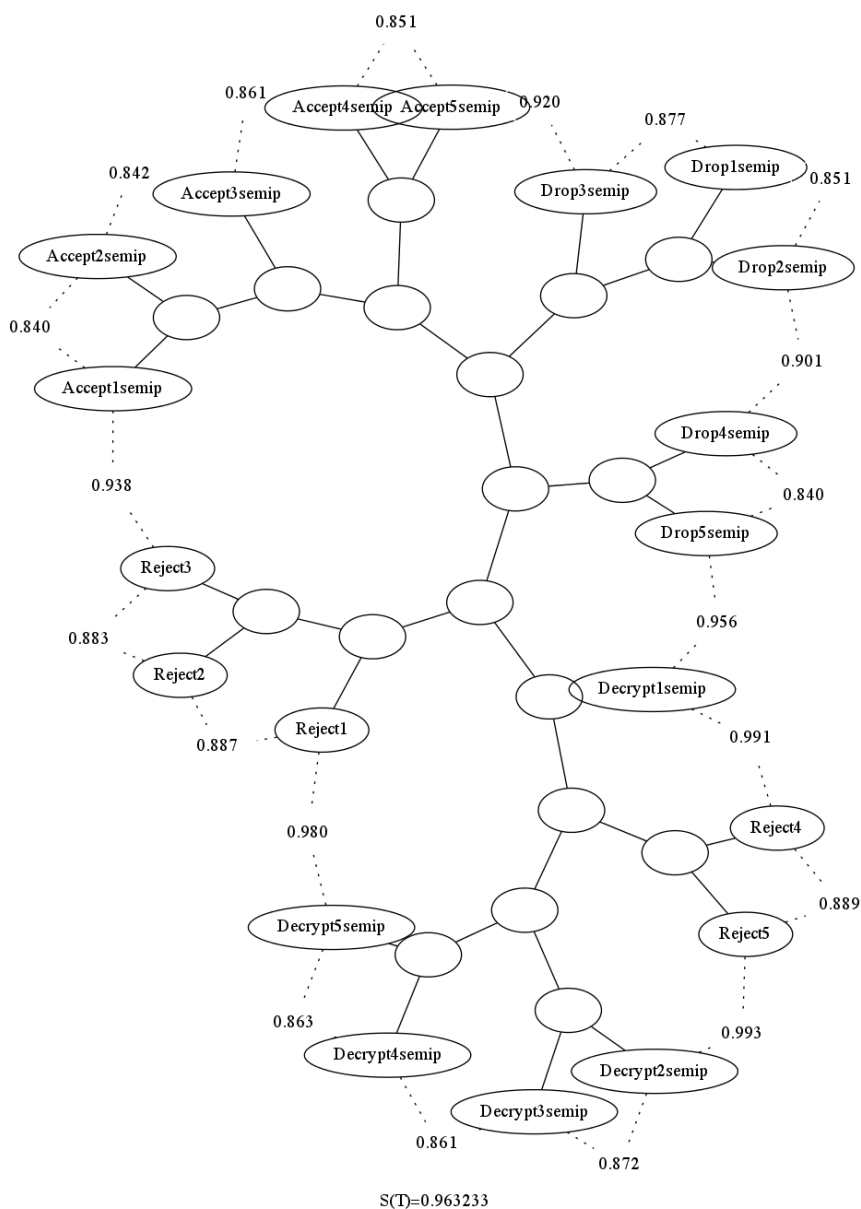 0.851
0.861
Accept4semip
Accept5semip
0.920
0.877
0.842
Accept3semip
Drop3semip
Drop1semip
0.851
Accept2semip
Drop2semip
0.840
Accept1semip
0.901
Drop4semip
0.938
0.840
Drop5semip
Reject3
0.883
0.956
Reject2
Decrypt1semip
0.887
Reject1
0.991
0.980
Reject4
0.889
Decrypt5semip
Reject5
0.863
0.993
Decrypt4semip
Decrypt2semip
Decrypt3semip
0.861
0.872
S(T)=0.963233